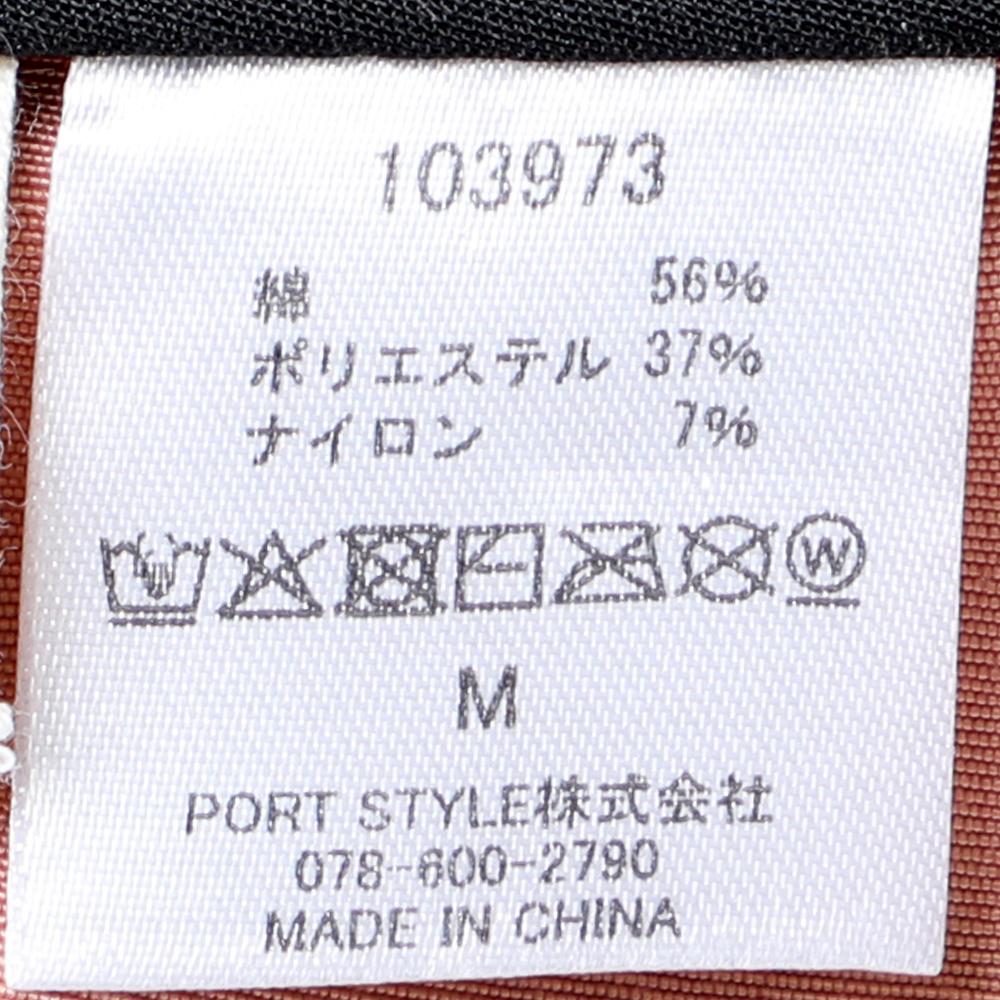 103973
綿 56%
ポリエステル 37%
ナイロン 7%
W
M
PORT STYLE株式会社
078-600-2790
MADE IN CHINA